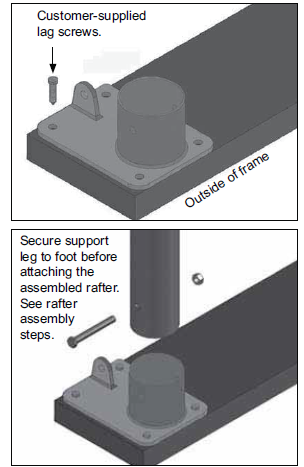 Customer-supplied
lag screws.
Outside of frame
Secure support
leg to foot before
attaching the
assembled rafter.
See rafter
assembly
steps.